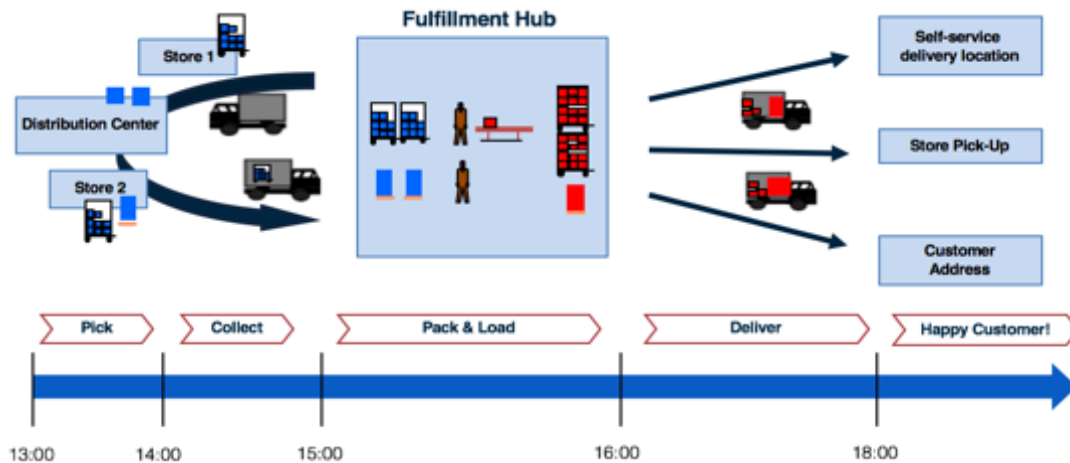 Fulfillment Hub
Store 1
Distribution Center
Store 2
Self-service
delivery location
Store Pick-Up
Customer
Address
Pick
Collect
Pack & Load
Deliver
Happy Customer!
13:00
14:00
15:00
16:00
18:00